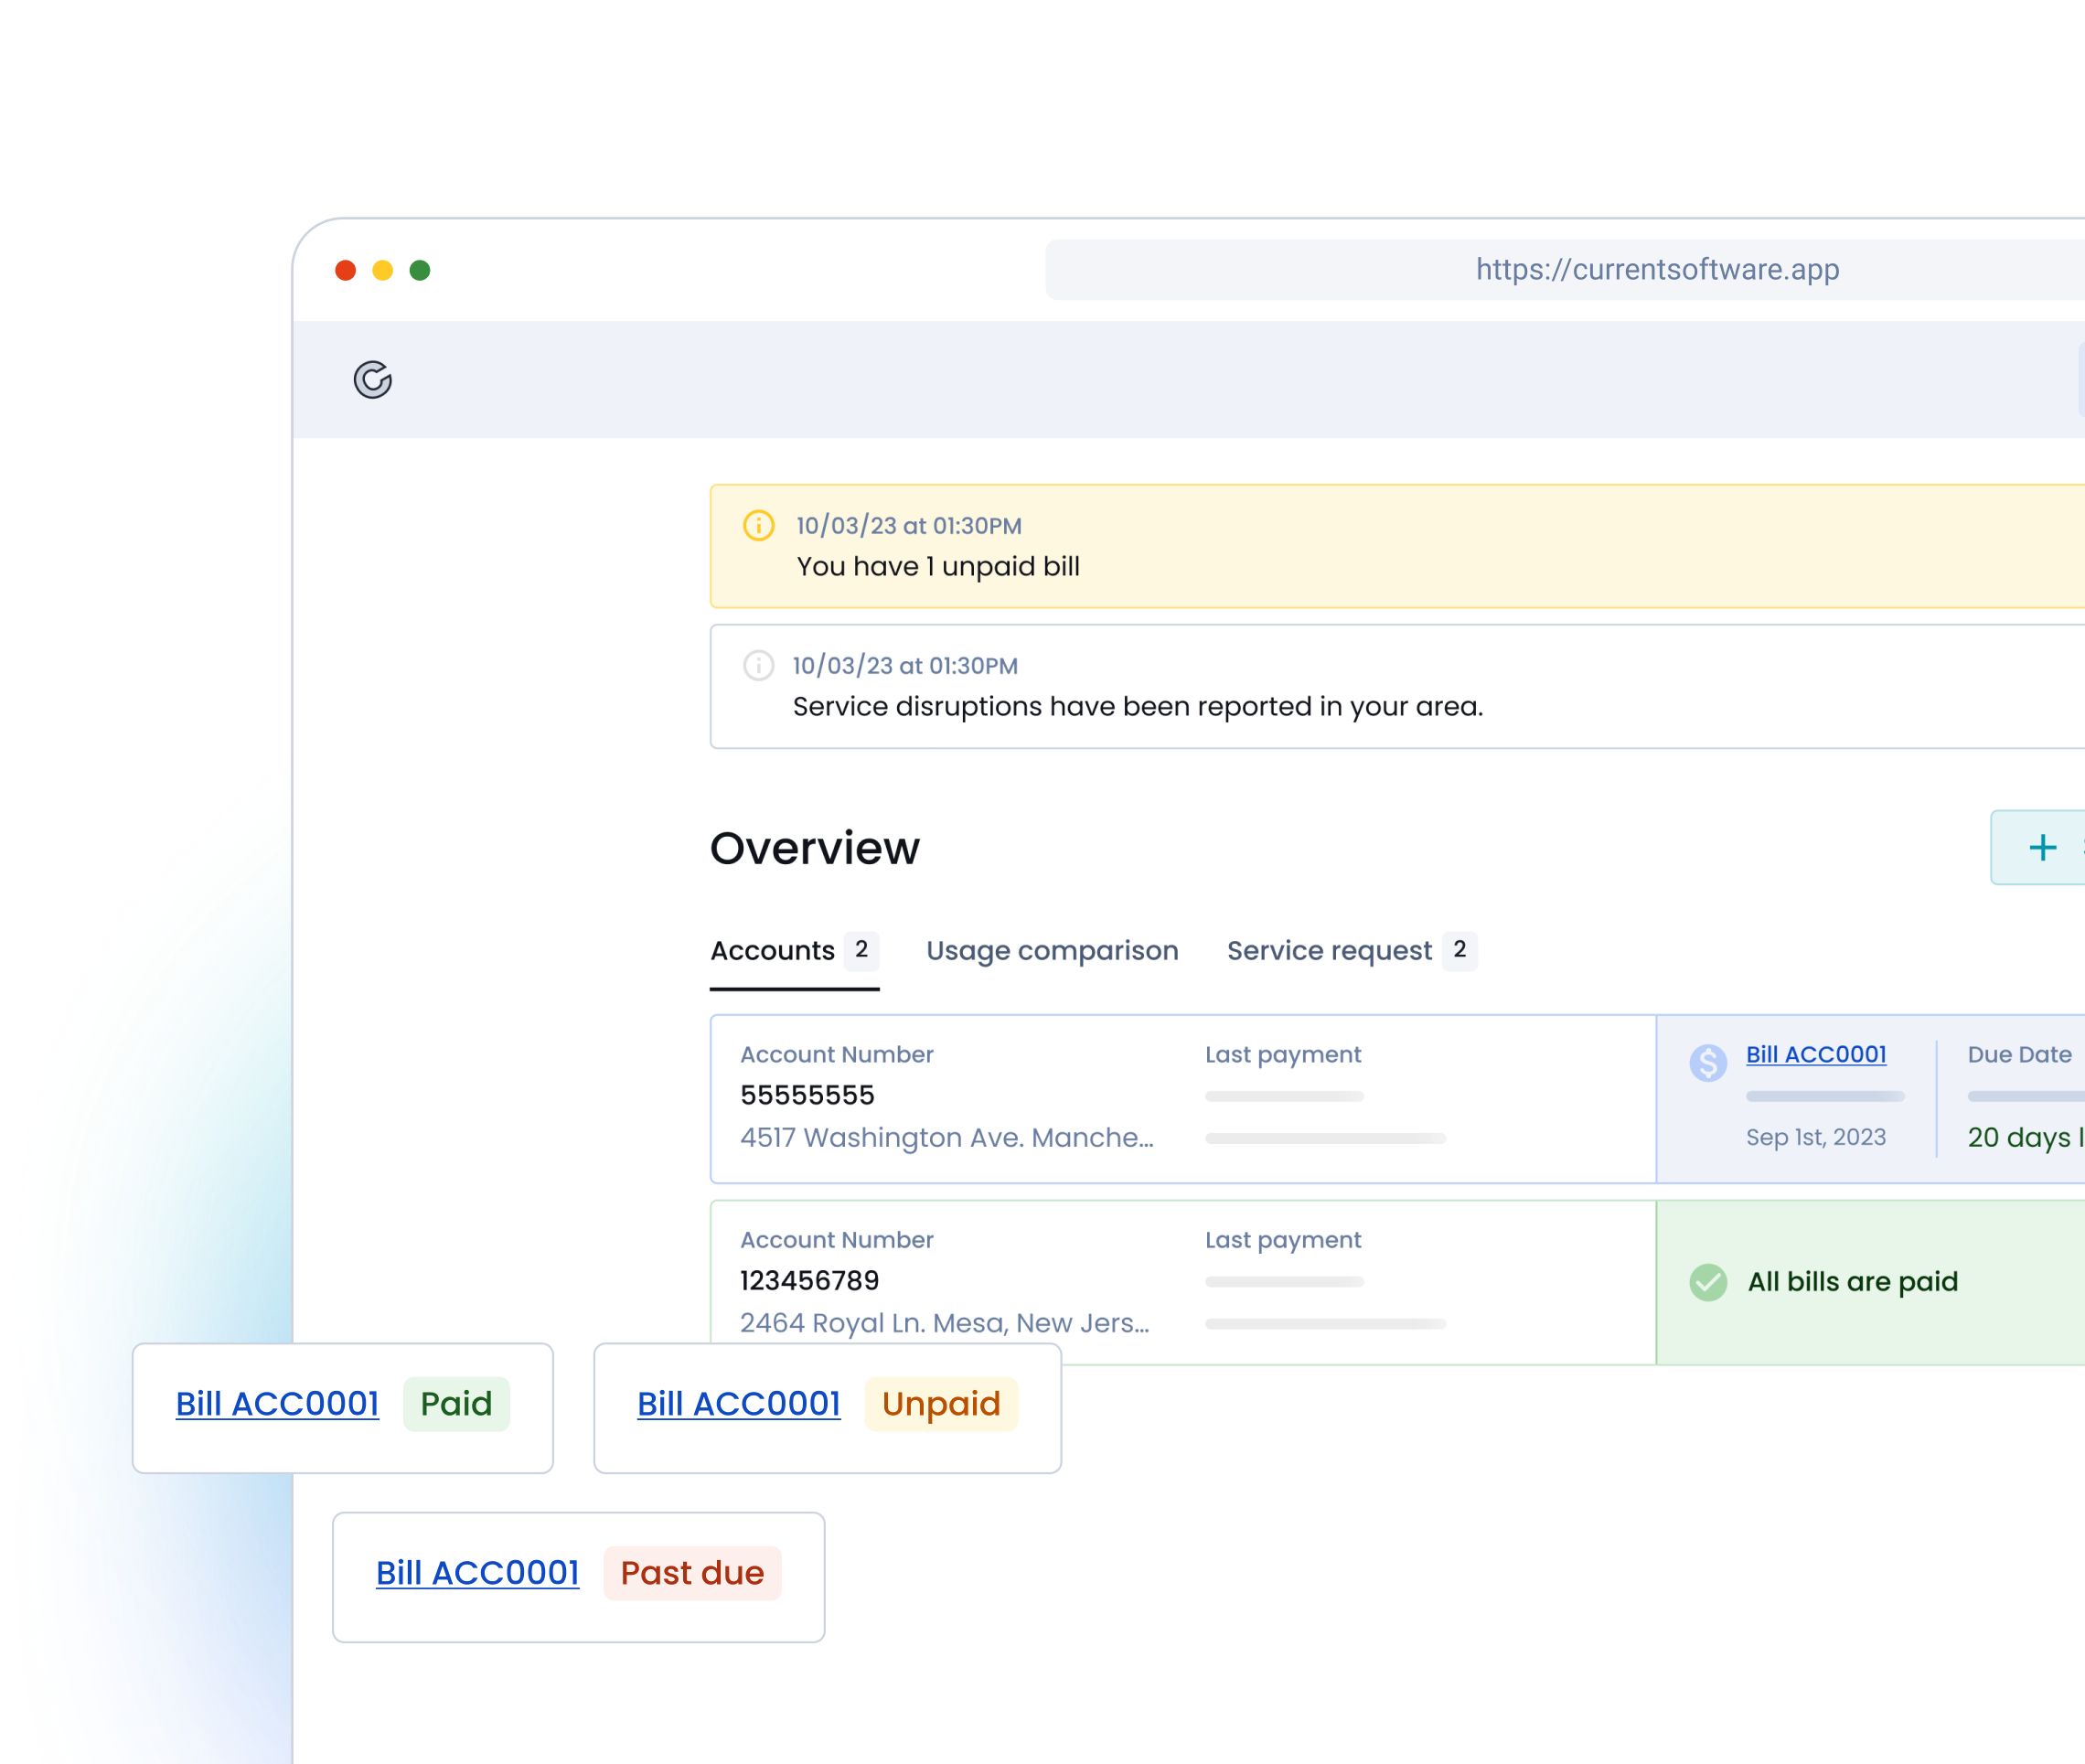 https://currentsoftware.app
10/03/23 at 01:30PM
You have 1 unpaid bill
10/03/23 at 01:30PM
Service disruptions have been reported in your area.
Overview
+
Accounts 2 Usage comparison Service request 2
Account Number Last payment Bill ACC0001 Due Date
55555555
4517 Washington Ave. Manche... Sep 1st, 2023 20 days
Account Number Last payment
123456789 All bills are paid
2464 Royal Ln. Mesa, New Jers...
Bill ACC0001 Paid Bill ACC0001 Unpaid
Bill ACC0001 Past due